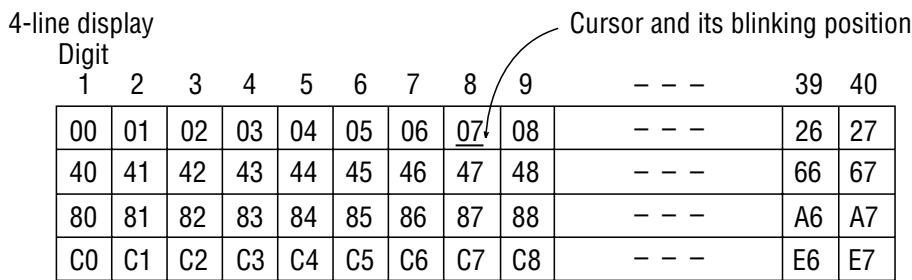 4-line display
Cursor and its blinking position
Digit
1 2 3 4 5 6 7 8 9 – – – 39 40
00 01 02 03 04 05 06 07 08 – – – 26 27
40 41 42 43 44 45 46 47 48 – – – 66 67
80 81 82 83 84 85 86 87 88 – – – A6 A7
C0 C1 C2 C3 C4 C5 C6 C7 C8 – – – E6 E7